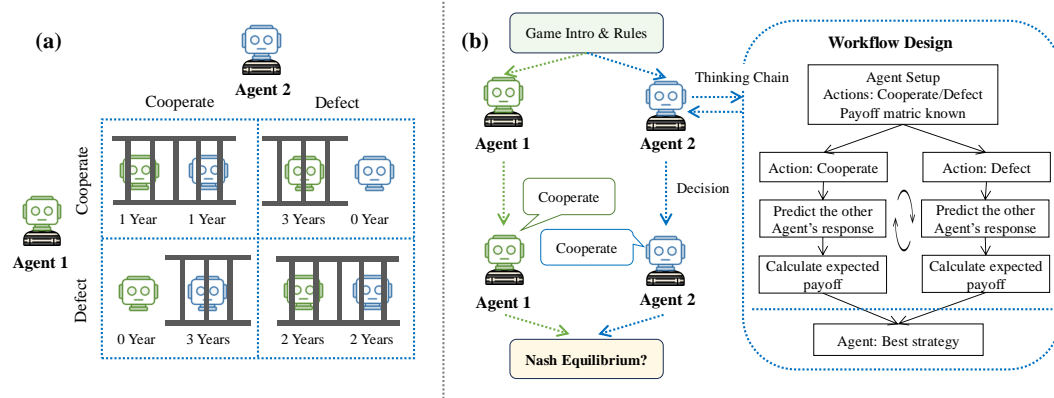 (a)
Agent 2
Cooperate
Defect
Cooperate
1 Year
1 Year
3 Years
0 Year
Agent 1
Defect
0 Year
3 Years
2 Years
2 Years
(b)
Game Intro & Rules
Agent 1
Agent 2
Thinking Chain
Decision
Cooperate
Cooperate
Agent 1
Agent 2
Nash Equilibrium?
Workflow Design
Agent Setup
Actions: Cooperate/Defect
Payoff matric known
Action: Cooperate
Action: Defect
Predict the other
Agent's response
Predict the other
Agent's response
Calculate expected
payoff
Calculate expected
payoff
Agent: Best strategy